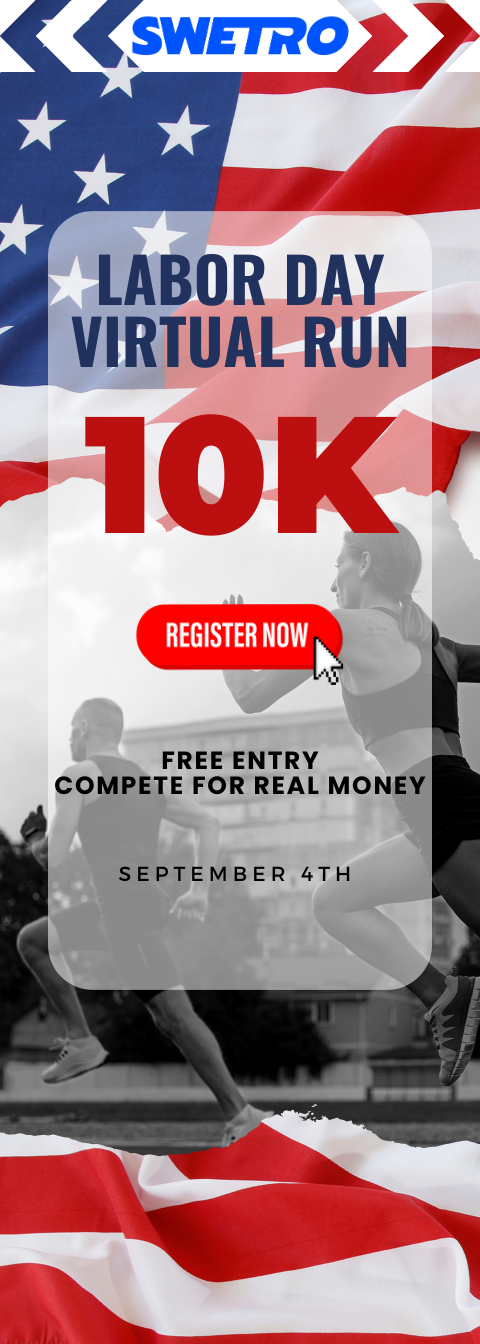 SWETRO
LABOR DAY
VIRTUAL RUN
10K
REGISTER NOW
FREE ENTRY
COMPETE FOR REAL MONEY
SEPTEMBER 4TH